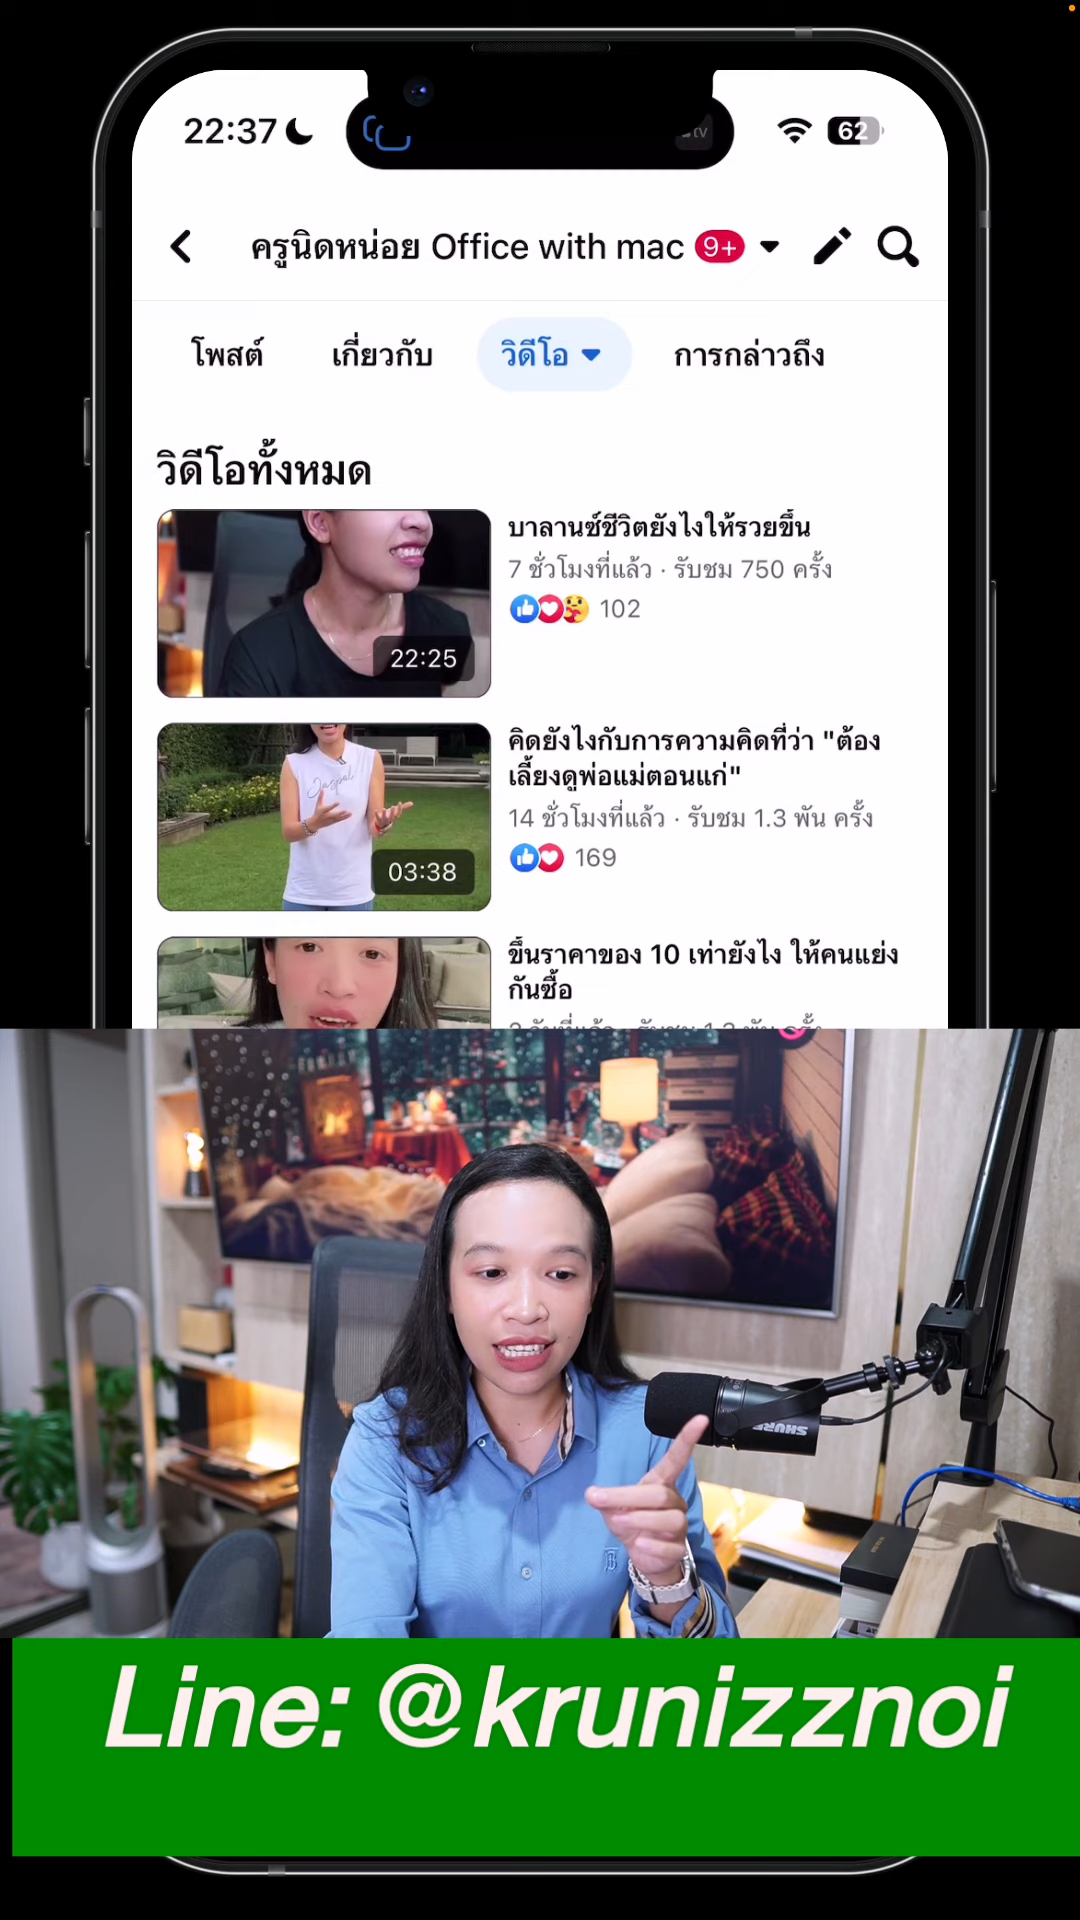 22:37
62
ครูนิดหน่อย Office with mac 9+
โพสต์ เกี่ยวกับ วิดีโอ การกล่าวถึง
วิดีโอทั้งหมด
บาลานซ์ชีวิตยังไงให้รวยขึ้น
7 ชั่วโมงที่แล้ว · รับชม 750 ครั้ง
102
22:25
คิดยังไงกับการความคิดที่ว่า "ต้อง
เลี้ยงดูพ่อแม่ตอนแก่"
14 ชั่วโมงที่แล้ว · รับชม 1.3 พัน ครั้ง
169
Jaspal
03:38
ขึ้นราคาของ 10 เท่ายังไง ให้คนแย่ง
กันซื้อ
SHURE
Line: @krunizznoi